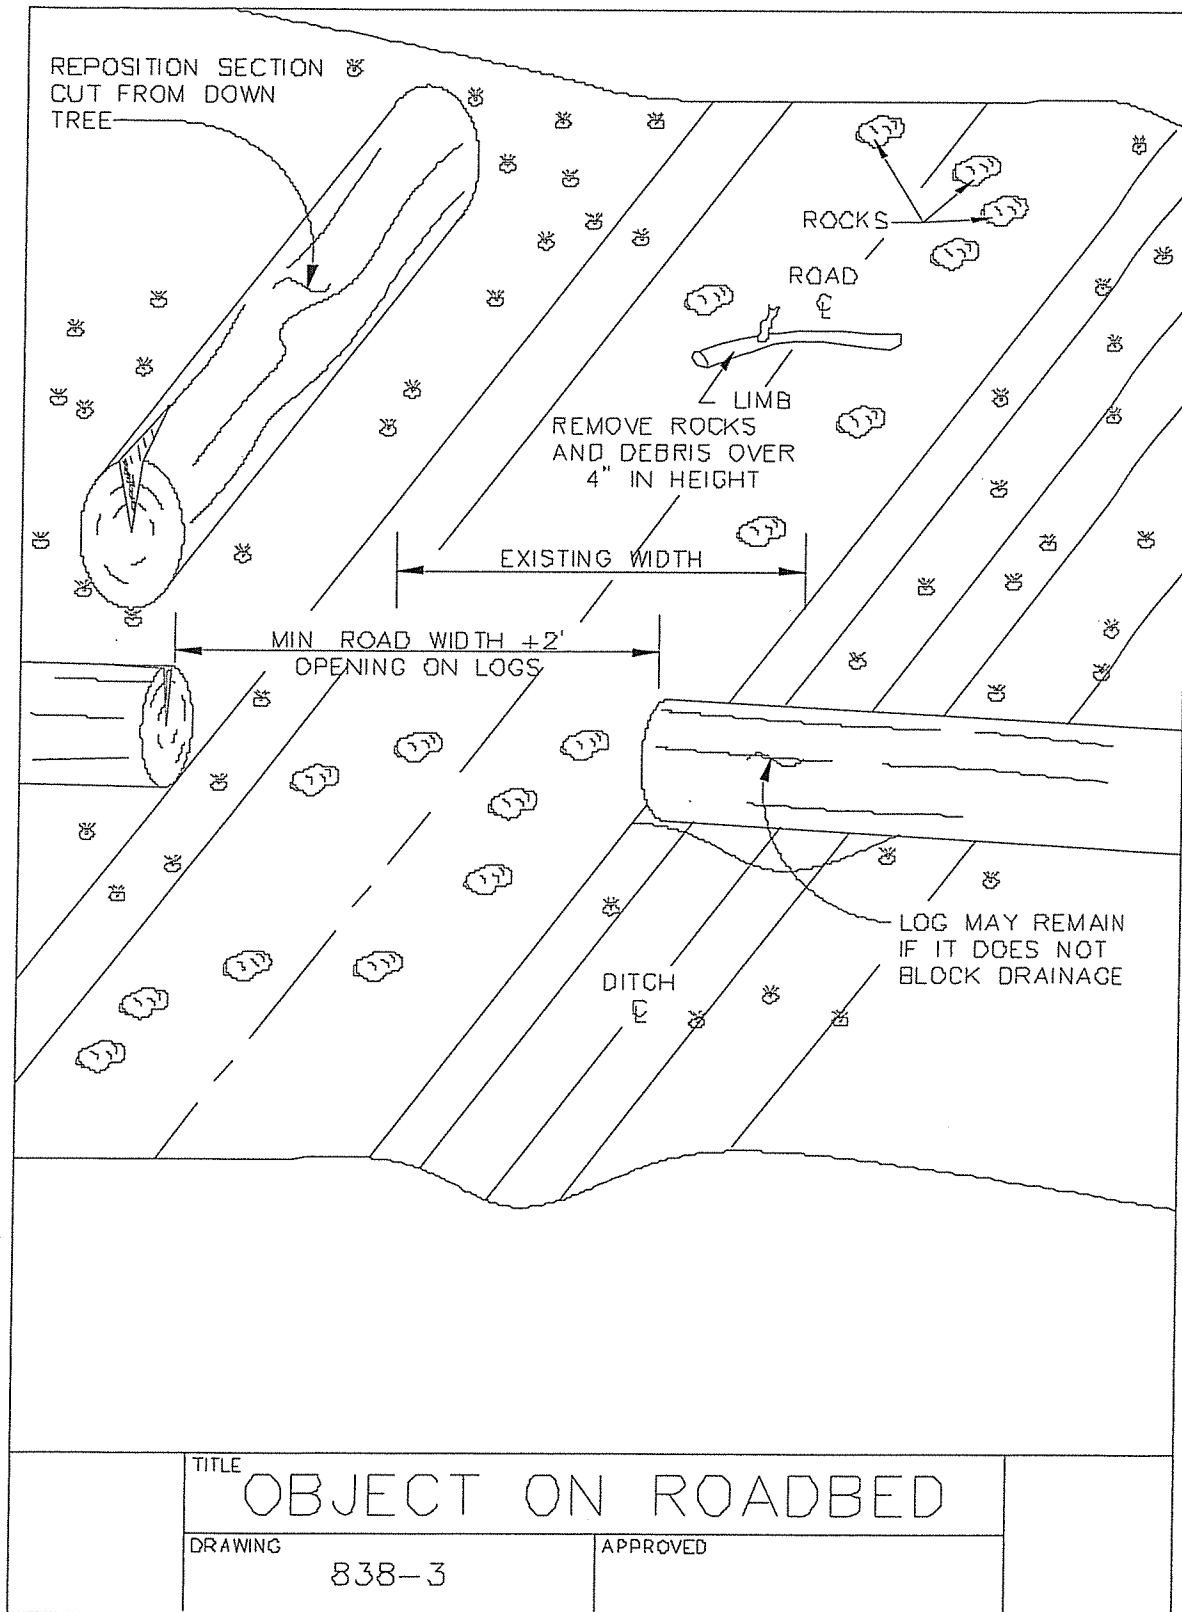 REPOSITION SECTION
CUT FROM DOWN
TREE
ROCKS
ROAD
℄
LIMB
REMOVE ROCKS
AND DEBRIS OVER
4" IN HEIGHT
EXISTING WIDTH
MIN ROAD WIDTH +2'
OPENING ON LOGS
LOG MAY REMAIN
IF IT DOES NOT
BLOCK DRAINAGE
DITCH
℄
TITLE
OBJECT ON ROADBED
DRAWING
838-3
APPROVED